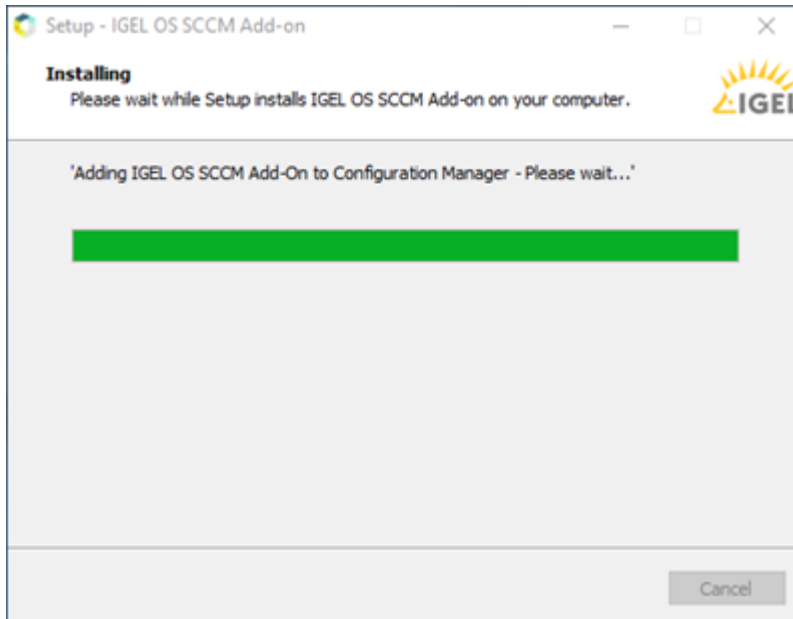 Setup - IGEL OS SCCM Add-on
Installing
Please wait while Setup installs IGEL OS SCCM Add-on on your computer.
IGEL
'Adding IGEL OS SCCM Add-On to Configuration Manager - Please wait...'
Cancel